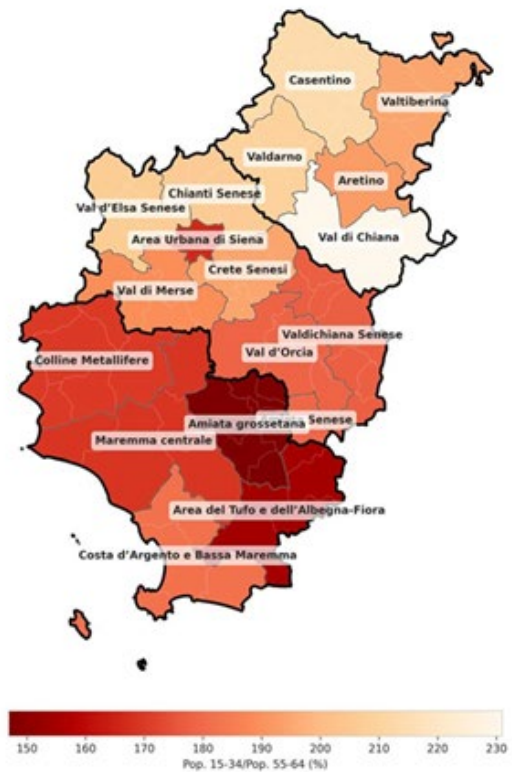 Casentino
Valtiberina
Valdarno
Aretino
Chianti Senese
Val d'Elsa Senese
Area Urbana di Siena
Val di Chiana
Crete Senesi
Val di Merse
Valdichiana Senese
Val d'Orcia
Colline Metallifere
Senese
Amiata grossetana
Maremma centrale
Area del Tufo e dell'Albegna-Fiora
Costa d'Argento e Bassa Maremma
150 160 170 180 190 200 210 220 230
Pop. 15-34/Pop. 55-64 (%)